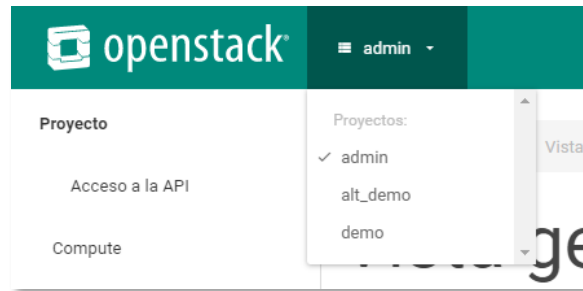 openstack®
admin
Proyecto
Proyectos:
admin
Vista
Acceso a la API
alt_demo
demo
Compute